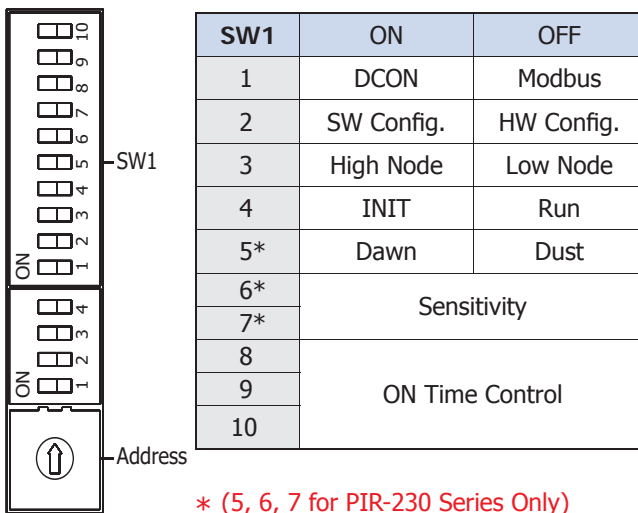 10
9
8
7
6
5
4
3
2
1
ON
SW1
4
3
2
1
ON
Address
SW1 ON OFF
1 DCON Modbus
2 SW Config. HW Config.
3 High Node Low Node
4 INIT Run
5* Dawn Dust
6*
7*
Sensitivity
8
9
10
ON Time Control
* (5, 6, 7 for PIR-230 Series Only)